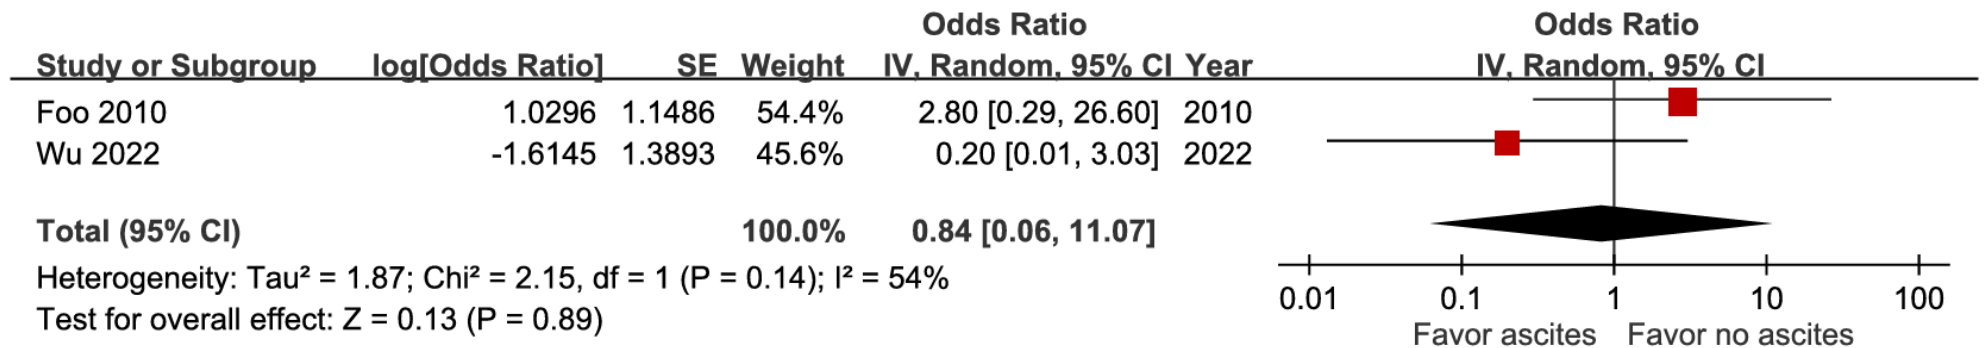 Odds Ratio Odds Ratio
Study or Subgroup log[Odds Ratio] SE Weight IV, Random, 95% CI Year IV, Random, 95% CI
Foo 2010 1.0296 1.1486 54.4% 2.80 [0.29, 26.60] 2010
Wu 2022 -1.6145 1.3893 45.6% 0.20 [0.01, 3.03] 2022
Total (95% CI) 100.0% 0.84 [0.06, 11.07]
Heterogeneity: Tau² = 1.87; Chi² = 2.15, df = 1 (P = 0.14); I² = 54%
Test for overall effect: Z = 0.13 (P = 0.89)
0.01 0.1 1 10 100
Favor ascites Favor no ascites